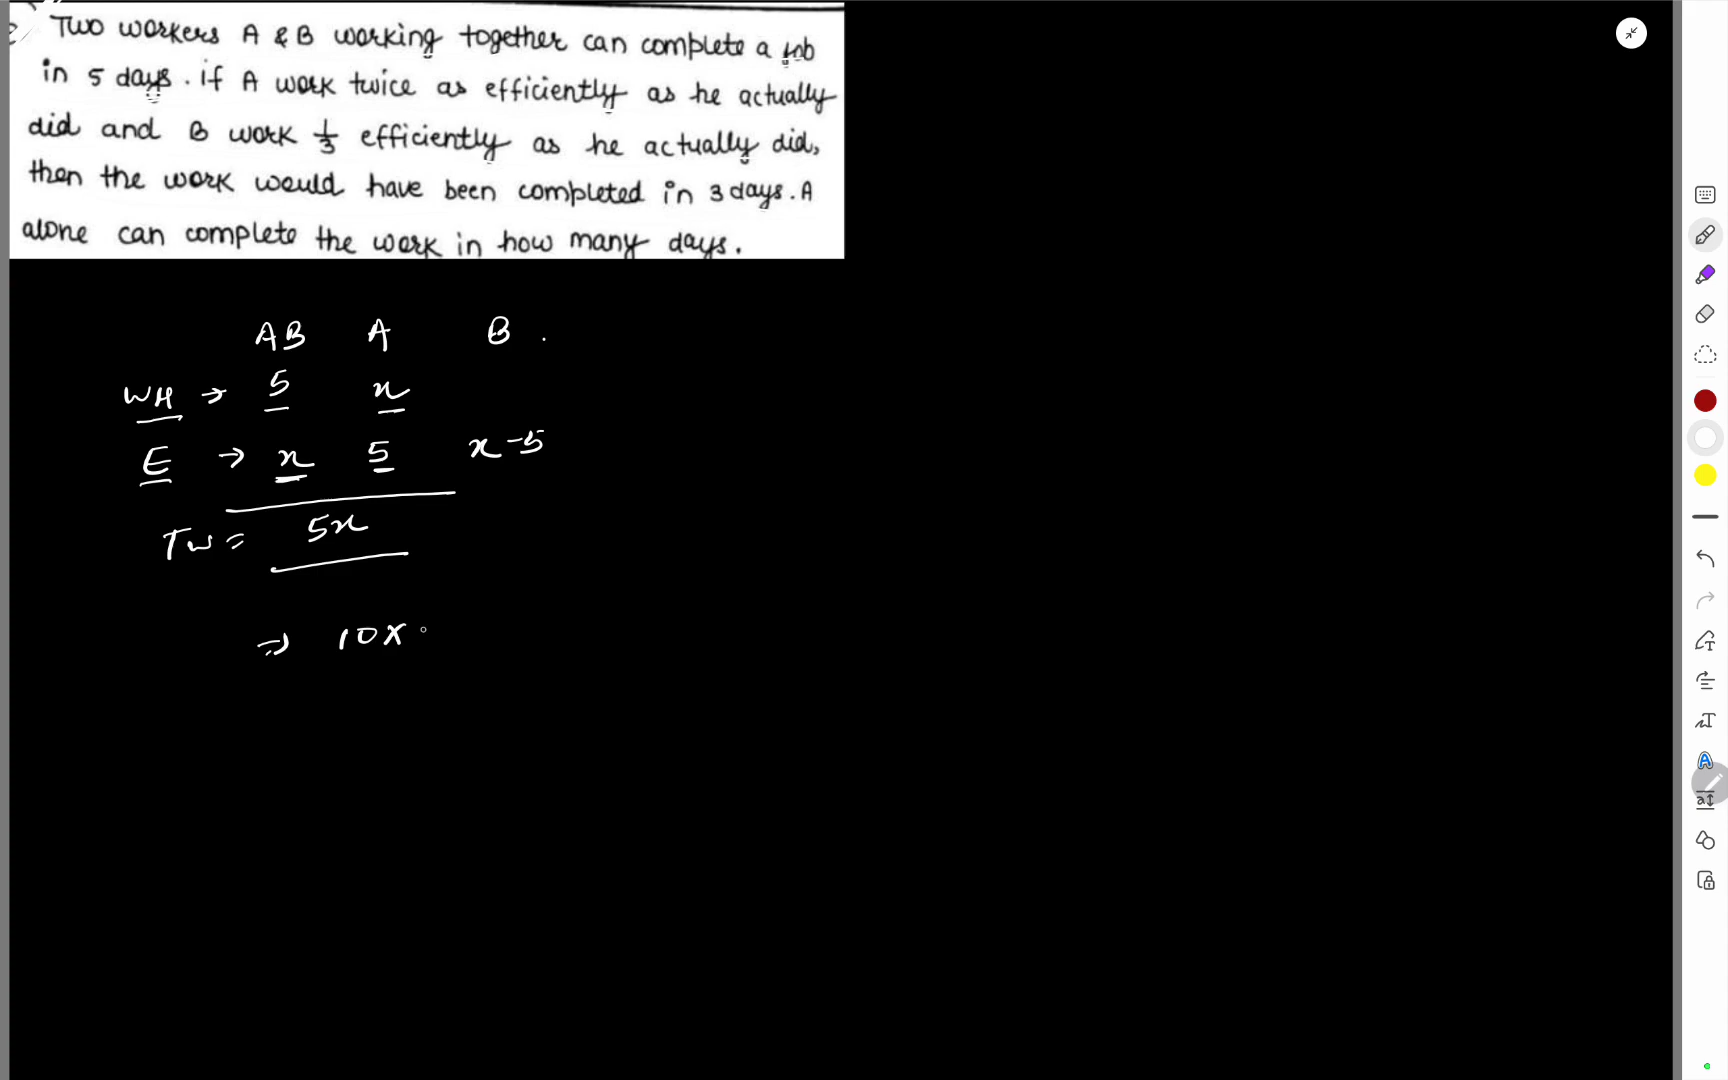 Two workers A & B working together can complete a job
in 5 days. if A work twice as efficiently as he actually
did and B work 1/3 efficiently as he actually did,
then the work would have been completed in 3 days. A
alone can complete the work in how many days.
AB A B .
WH → 5 x
E → x 5 x-5
Tw = 5x
⇒ 10x